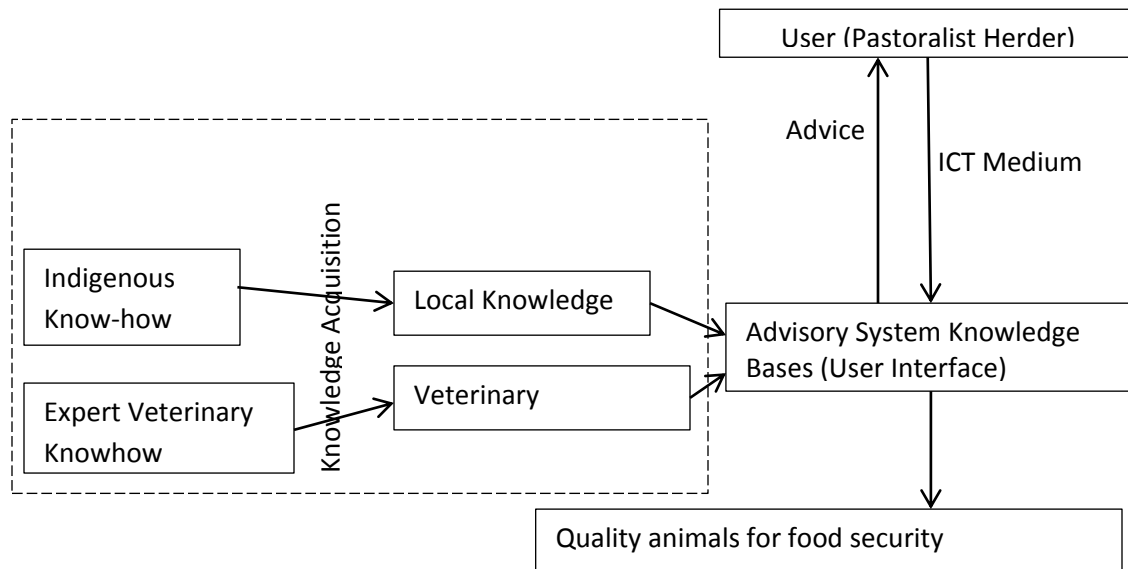 User (Pastoralist Herder)
Advice
ICT Medium
Knowledge Acquisition
Indigenous
Know-how
Local Knowledge
Advisory System Knowledge
Bases (User Interface)
Expert Veterinary
Knowhow
Veterinary
Quality animals for food security